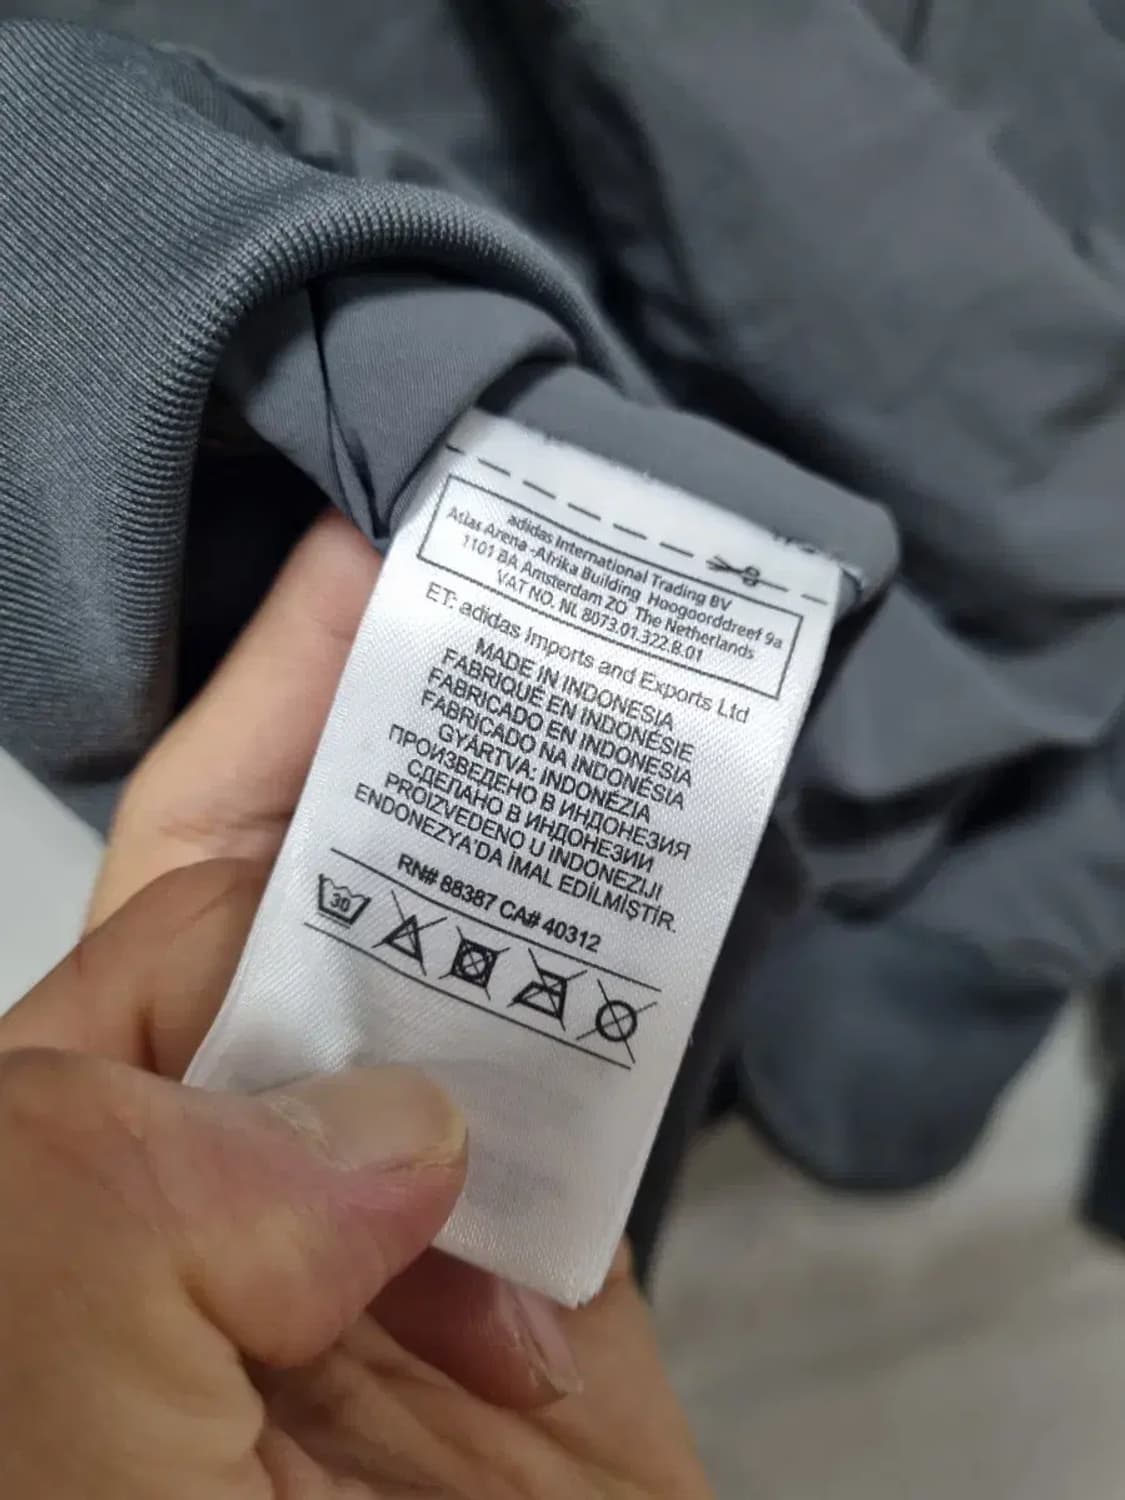 adidas International Trading BV
Atlas Arena -Afrika Building Hoogoorddreef 9a
1101 BA Amsterdam ZO The Netherlands
VAT NO. NL 8073.01.322.B.01
ET: adidas Imports and Exports Ltd
MADE IN INDONESIA
FABRIQUÉ EN INDONÉSIE
FABRICADO EN INDONESIA
FABRICADO NA INDONÉSIA
GYÁRTVA: INDONÉZIA
ПРОИЗВЕДЕНО В ИНДОНЕЗИЯ
СДЕЛАНО В ИНДОНЕЗИИ
PROIZVEDENO U INDONEZIJI
ENDONEZYA'DA İMAL EDİLMİŞTİR.
RN# 88387 CA# 40312
30